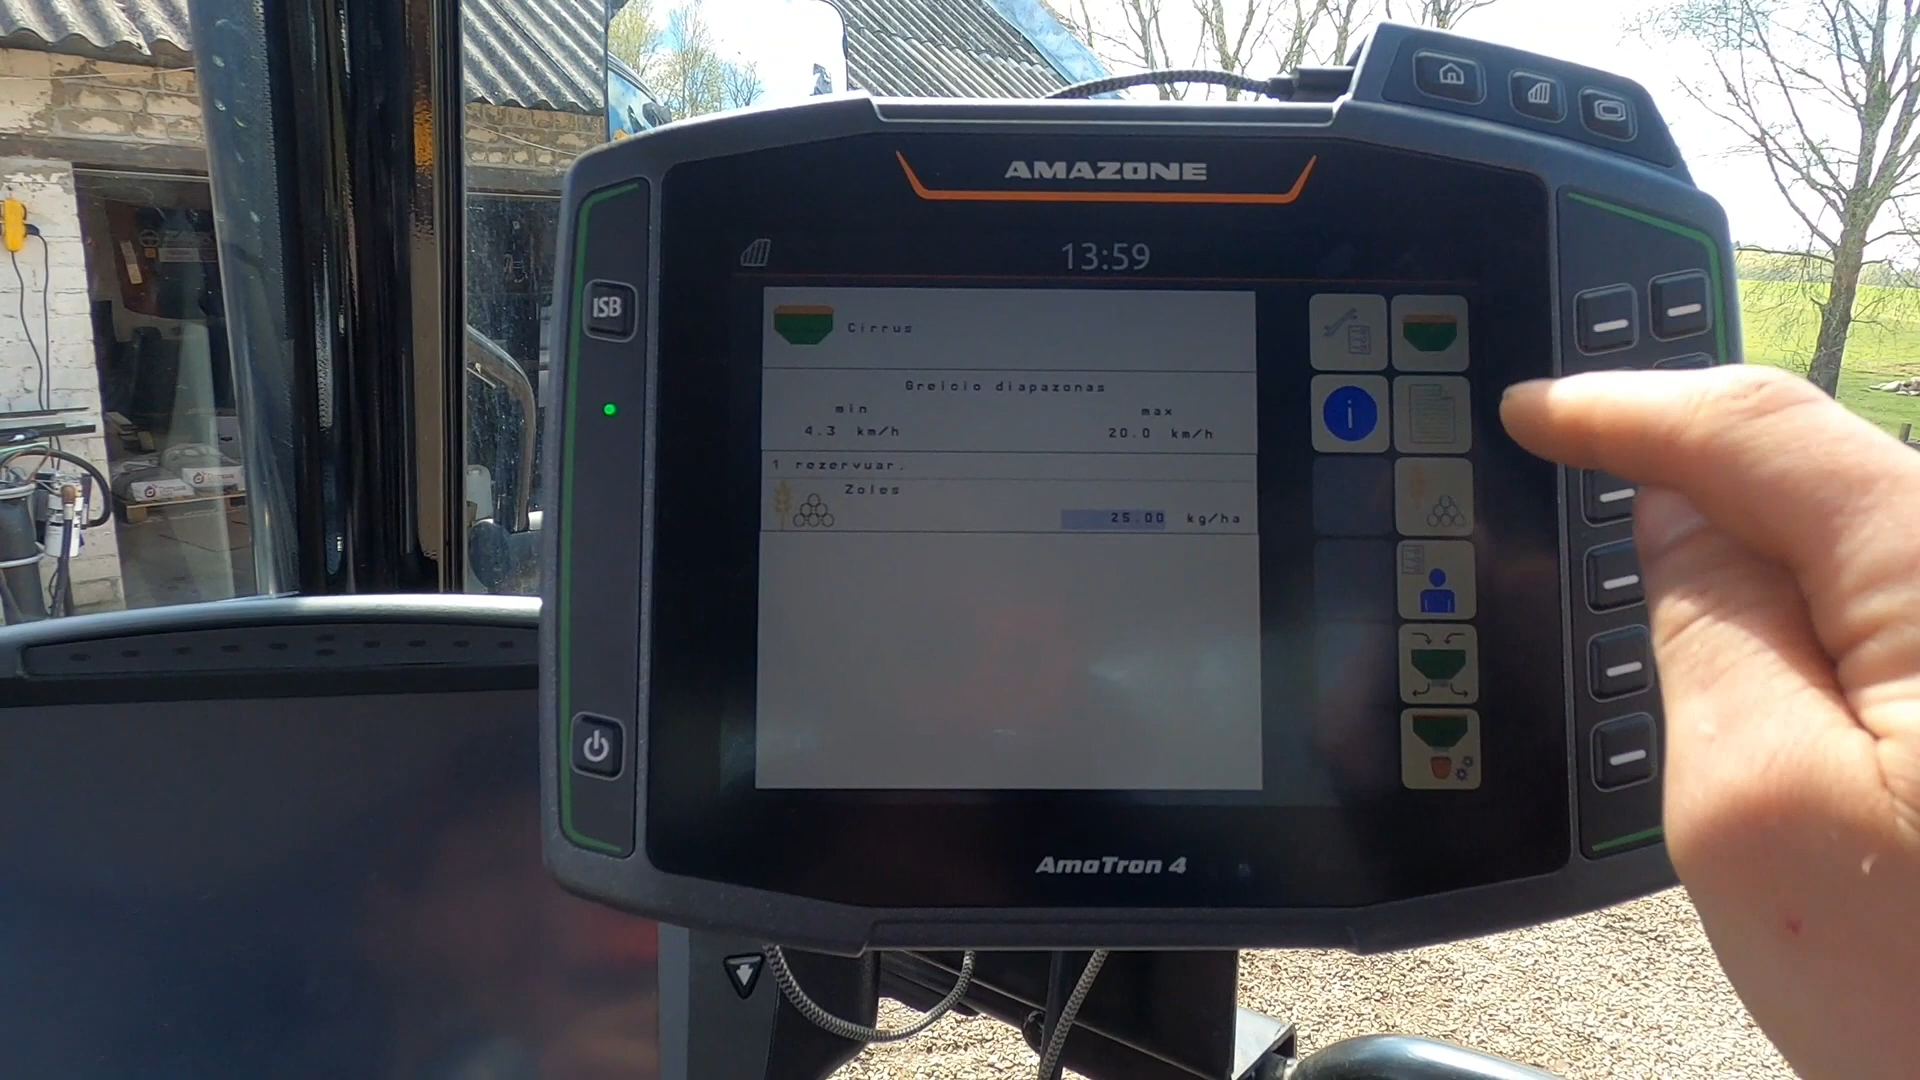 AMAZONE
13:59
ISB
Cirrus
Greicio diapazonas
min max
4.3 km/h 20.0 km/h
1 rezervuar.
Zoles
25.00 kg/ha
i
AmaTron 4